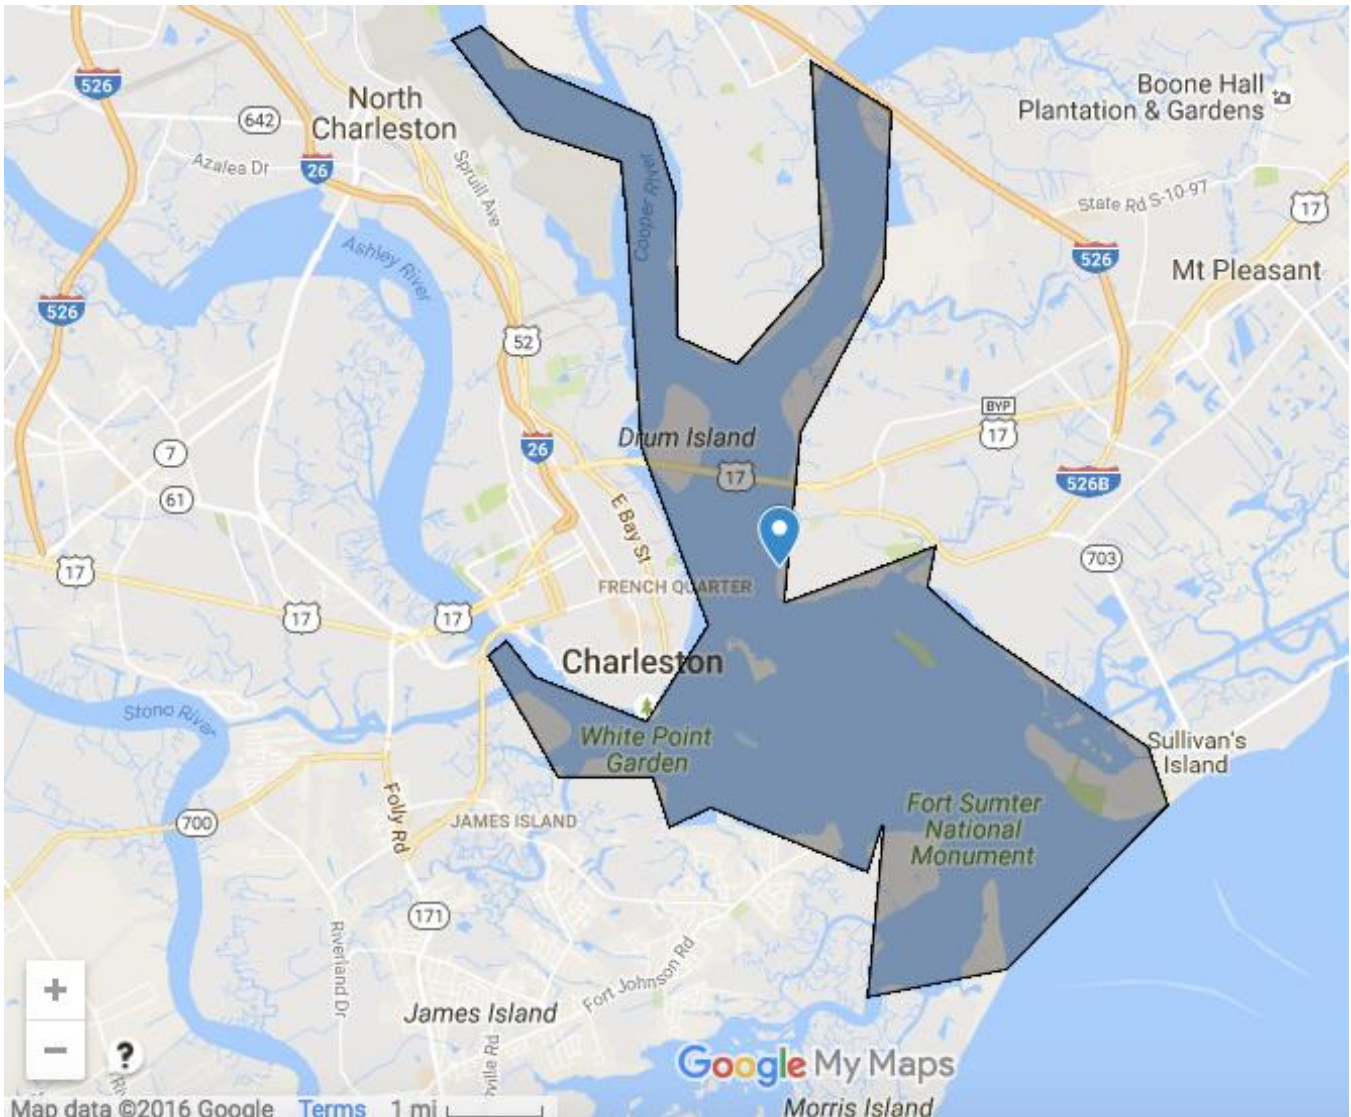 526
North
Charleston
642
Azalea Dr
26
Spruill Ave
Cooper River
Boone Hall
Plantation & Gardens
State Rd S-10-97
17
526
Mt Pleasant
Ashley River
526
52
BYP
17
7
26
Drum Island
17
61
E Bay St
526B
703
17
FRENCH QUARTER
17
17
Charleston
Stono River
White Point
Garden
Sullivan's
Island
Folly Rd
700
JAMES ISLAND
Fort Sumter
National
Monument
171
Riverland Dr
Fort Johnson Rd
James Island
+
−
?
ville Rd
Google My Maps
Map data ©2016 Google Terms 1 mi
Morris Island